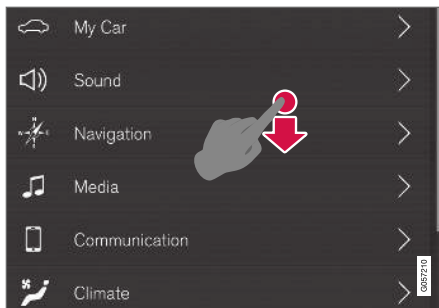 My Car
Sound
Navigation
Media
Communication
Climate
G057210